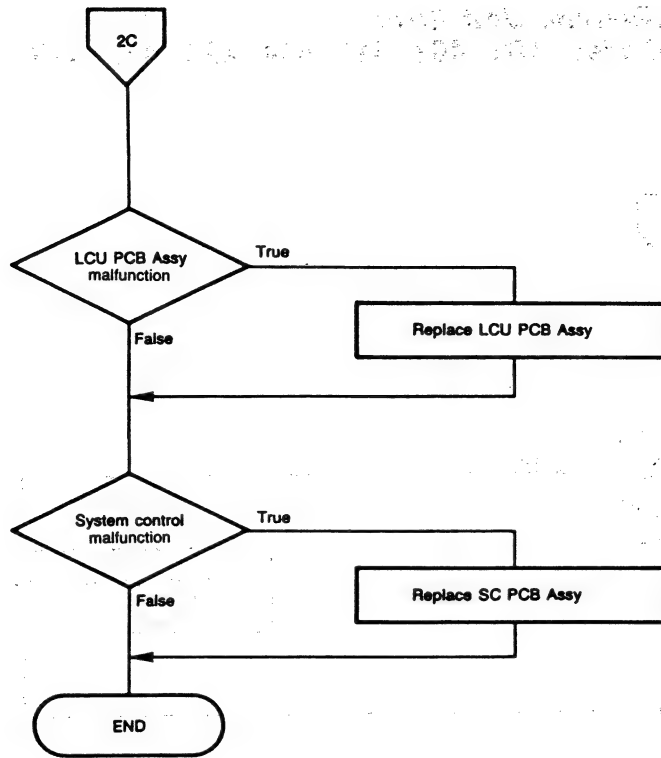 2C
LCU PCB Assy
malfunction
True
Replace LCU PCB Assy
False
System control
malfunction
True
Replace SC PCB Assy
False
END